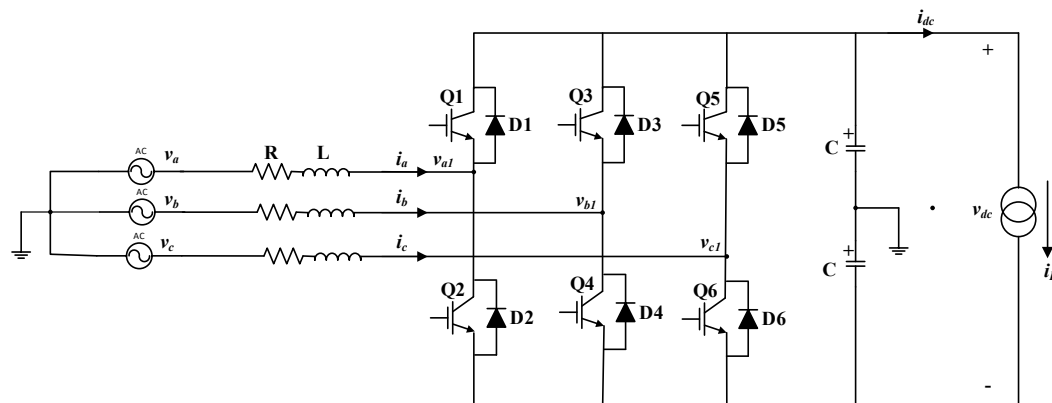 i_dc
+
Q1 D1 Q3 D3 Q5 D5
AC v_a R L i_a v_a1
C +
AC v_b i_b v_b1
v_dc
AC v_c i_c v_c1
C +
Q2 D2 Q4 D4 Q6 D6
-